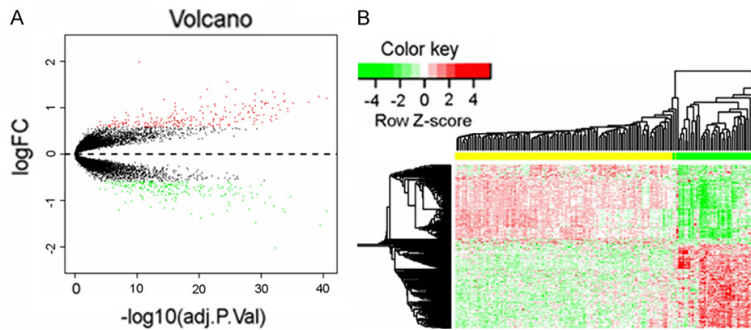 A
Volcano
logFC
2
1
0
-1
-2
0
10
20
30
40
-log10(adj.P.Val)
B
Color key
-4 -2 0 2 4
Row Z-score